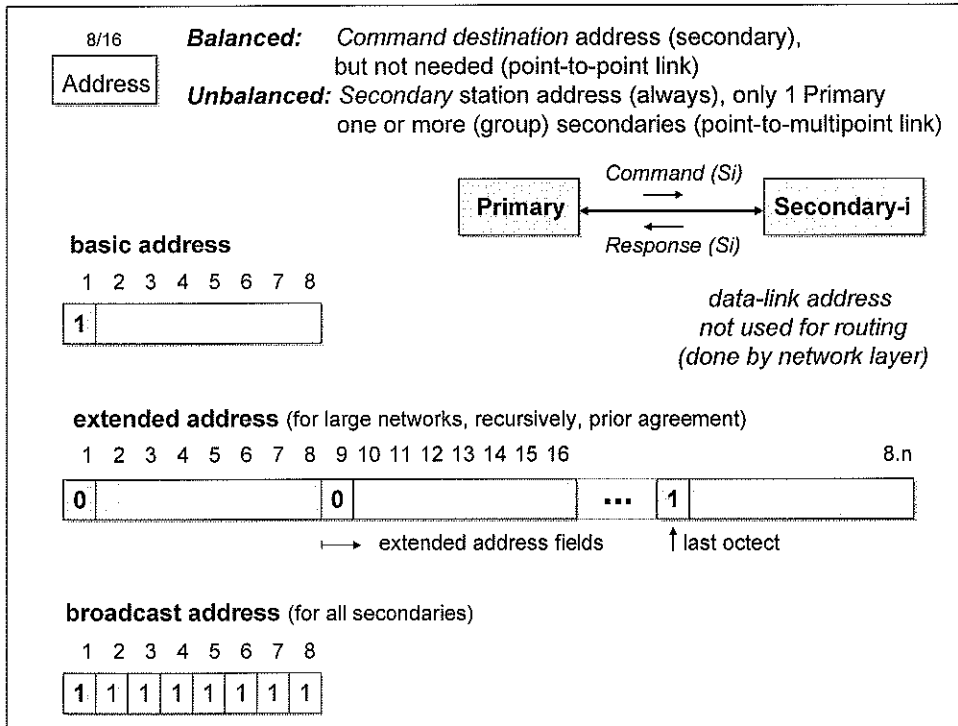 8/16
Address
Balanced: Command destination address (secondary),
but not needed (point-to-point link)
Unbalanced: Secondary station address (always), only 1 Primary
one or more (group) secondaries (point-to-multipoint link)
Command (Si)
Primary
Secondary-i
Response (Si)
basic address
1 2 3 4 5 6 7 8
1
data-link address
not used for routing
(done by network layer)
extended address (for large networks, recursively, prior agreement)
1 2 3 4 5 6 7 8 9 10 11 12 13 14 15 16 8.n
0 0 ... 1
extended address fields
last octect
broadcast address (for all secondaries)
1 2 3 4 5 6 7 8
1 1 1 1 1 1 1 1